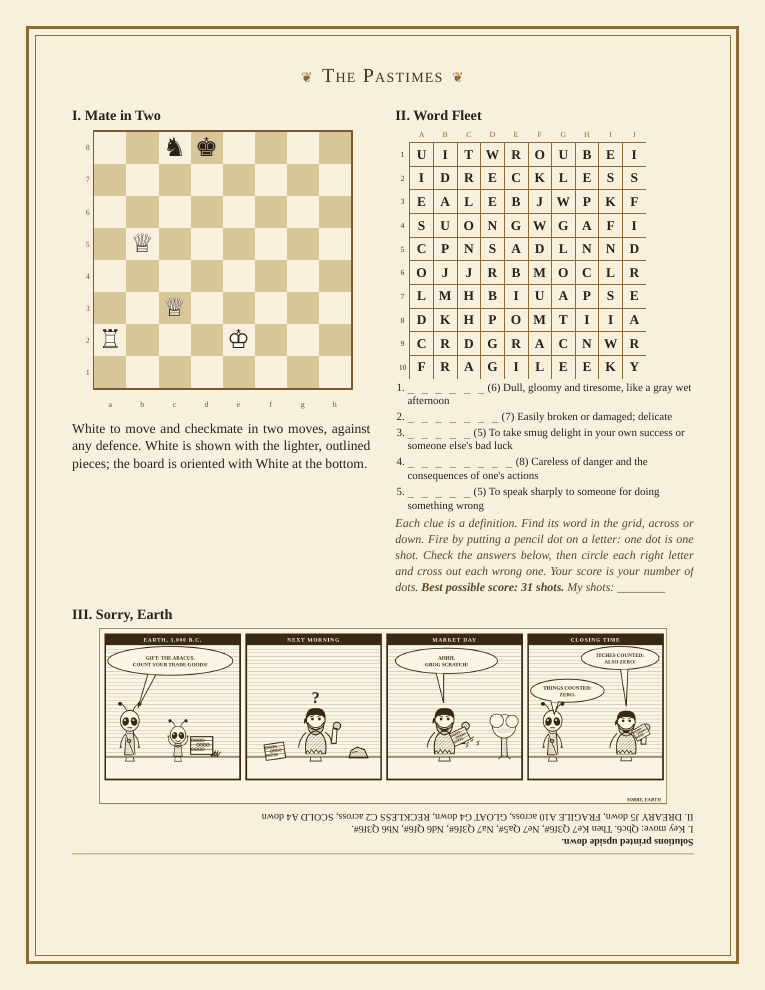 The Pastimes
I. Mate in Two
8
7
6
5
4
3
2
1
a b c d e f g h
White to move and checkmate in two moves, against
any defence. White is shown with the lighter, outlined
pieces; the board is oriented with White at the bottom.
II. Word Fleet
A B C D E F G H I J
1 U I T W R O U B E I
2 I D R E C K L E S S
3 E A L E B J W P K F
4 S U O N G W G A F I
5 C P N S A D L N N D
6 O J J R B M O C L R
7 L M H B I U A P S E
8 D K H P O M T I I A
9 C R D G R A C N W R
10 F R A G I L E E K Y
1. _ _ _ _ _ _ (6) Dull, gloomy and tiresome, like a gray wet
afternoon
2. _ _ _ _ _ _ _ (7) Easily broken or damaged; delicate
3. _ _ _ _ _ (5) To take smug delight in your own success or
someone else's bad luck
4. _ _ _ _ _ _ _ _ (8) Careless of danger and the
consequences of one's actions
5. _ _ _ _ _ (5) To speak sharply to someone for doing
something wrong
Each clue is a definition. Find its word in the grid, across or
down. Fire by putting a pencil dot on a letter: one dot is one
shot. Check the answers below, then circle each right letter
and cross out each wrong one. Your score is your number of
dots. Best possible score: 31 shots. My shots: ________
III. Sorry, Earth
EARTH, 3,000 B.C.
GIFT: THE ABACUS.
COUNT YOUR TRADE GOODS!
NEXT MORNING
?
MARKET DAY
AHHH.
GROG SCRATCH!
CLOSING TIME
THINGS COUNTED:
ZERO.
ITCHES COUNTED:
ALSO ZERO!
SORRY, EARTH
Solutions printed upside down.
I. Key move: Qbc6. Then Ke7 Q3f6#, Ne7 Qa5#, Na7 Q3f6#, Nd6 Qf6#, Nb6 Q3f6#.
II. DREARY J5 down, FRAGILE A10 across, GLOAT G4 down, RECKLESS C2 across, SCOLD A4 down